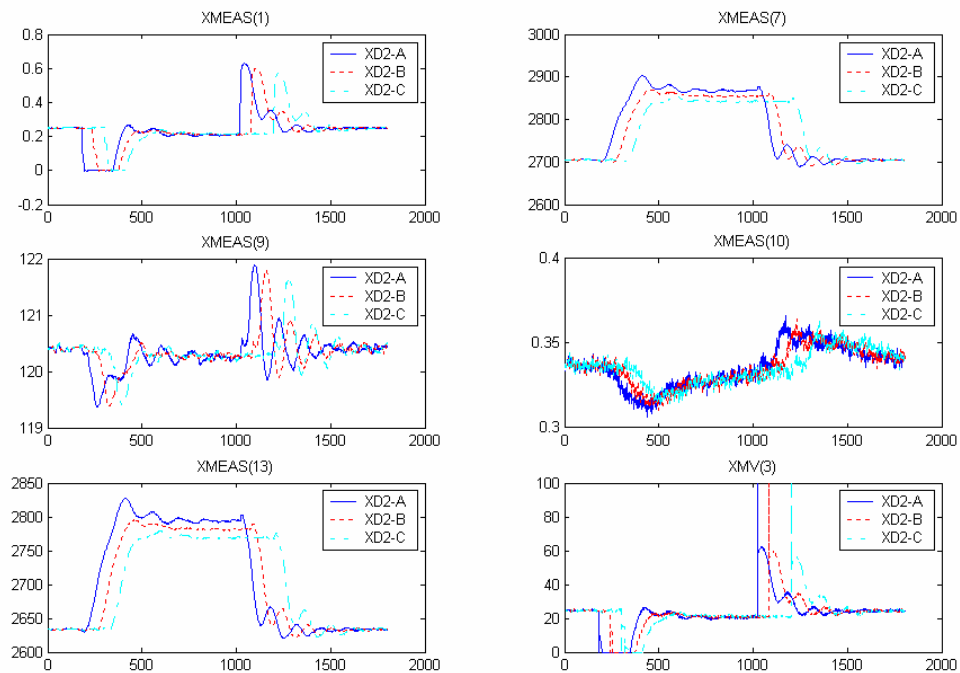 XMEAS(1)
0.8
0.6
0.4
0.2
0
-0.2
0 500 1000 1500 2000
XD2-A
XD2-B
XD2-C
XMEAS(7)
3000
2900
2800
2700
2600
0 500 1000 1500 2000
XD2-A
XD2-B
XD2-C
XMEAS(9)
122
121
120
119
0 500 1000 1500 2000
XD2-A
XD2-B
XD2-C
XMEAS(10)
0.4
0.35
0.3
0 500 1000 1500 2000
XD2-A
XD2-B
XD2-C
XMEAS(13)
2850
2800
2750
2700
2650
2600
0 500 1000 1500 2000
XD2-A
XD2-B
XD2-C
XMV(3)
100
80
60
40
20
0
0 500 1000 1500 2000
XD2-A
XD2-B
XD2-C